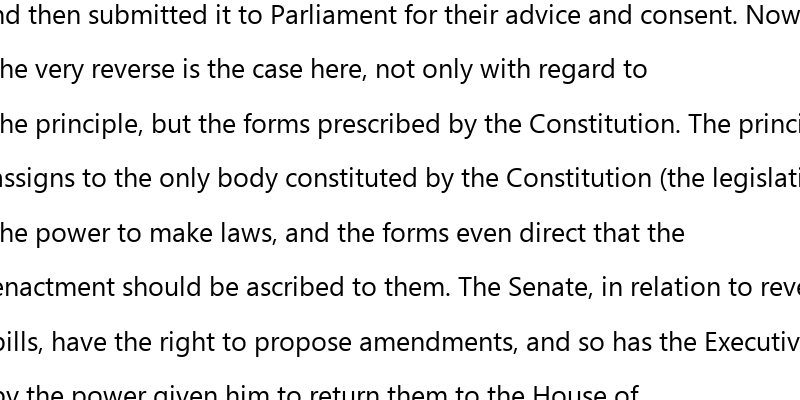 nd then submitted it to Parliament for their advice and consent. Now
he very reverse is the case here, not only with regard to
he principle, but the forms prescribed by the Constitution. The princi
assigns to the only body constituted by the Constitution (the legislati
he power to make laws, and the forms even direct that the
enactment should be ascribed to them. The Senate, in relation to reve
bills, have the right to propose amendments, and so has the Executiv
by the power given him to return them to the House of